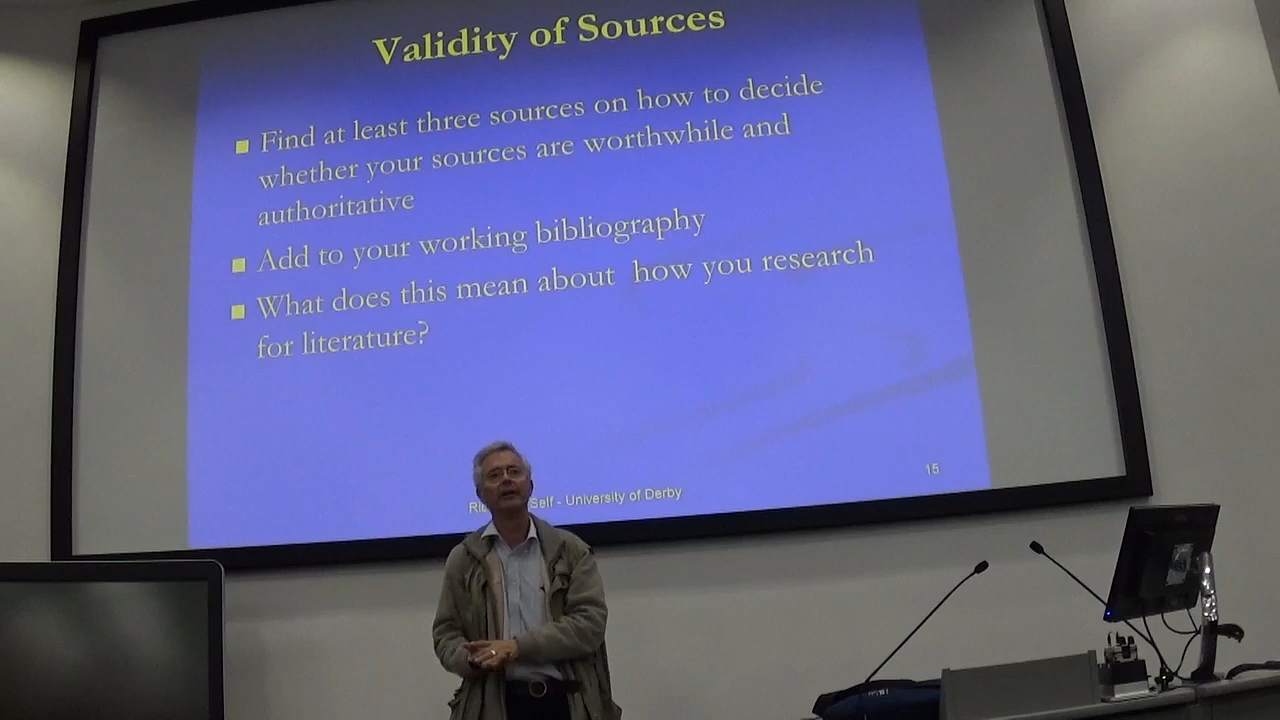 Validity of Sources
Find at least three sources on how to decide
whether your sources are worthwhile and
authoritative
Add to your working bibliography
What does this mean about how you research
for literature?
Self - University of Derby
15